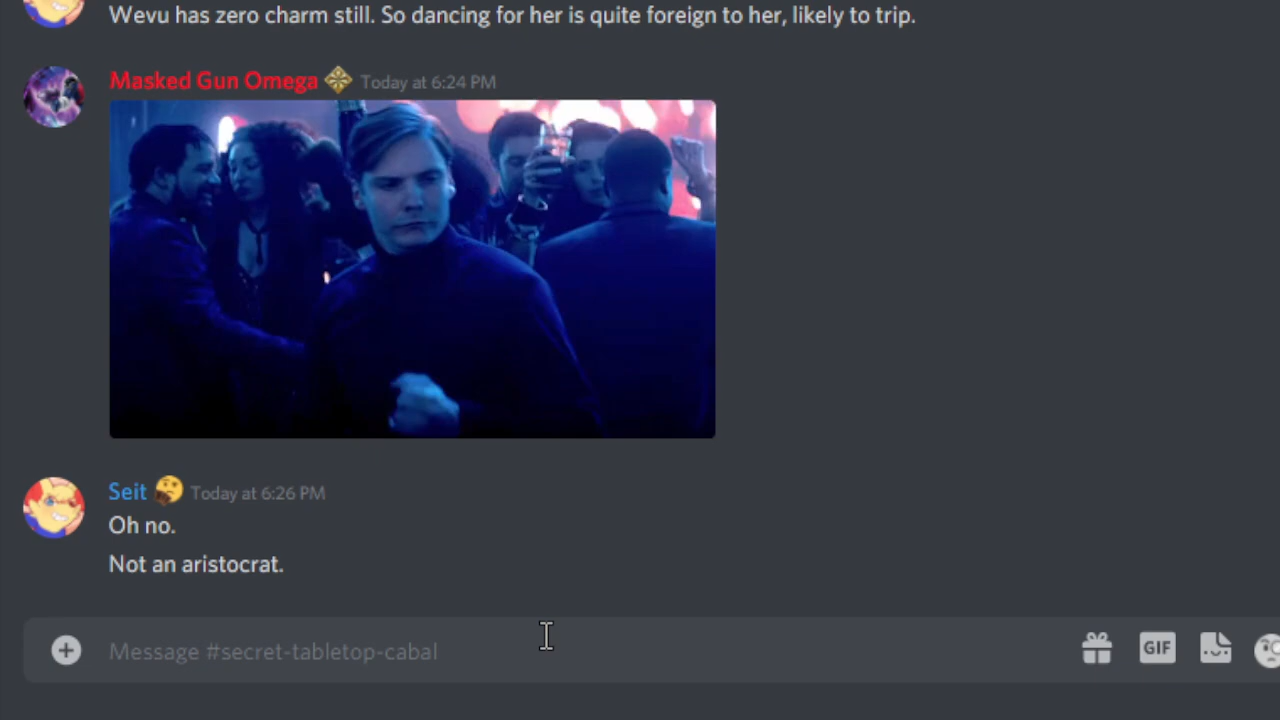 Wevu has zero charm still. So dancing for her is quite foreign to her, likely to trip.
Masked Gun Omega Today at 6:24 PM
Seit Today at 6:26 PM
Oh no.
Not an aristocrat.
Message #secret-tabletop-cabal
GIF